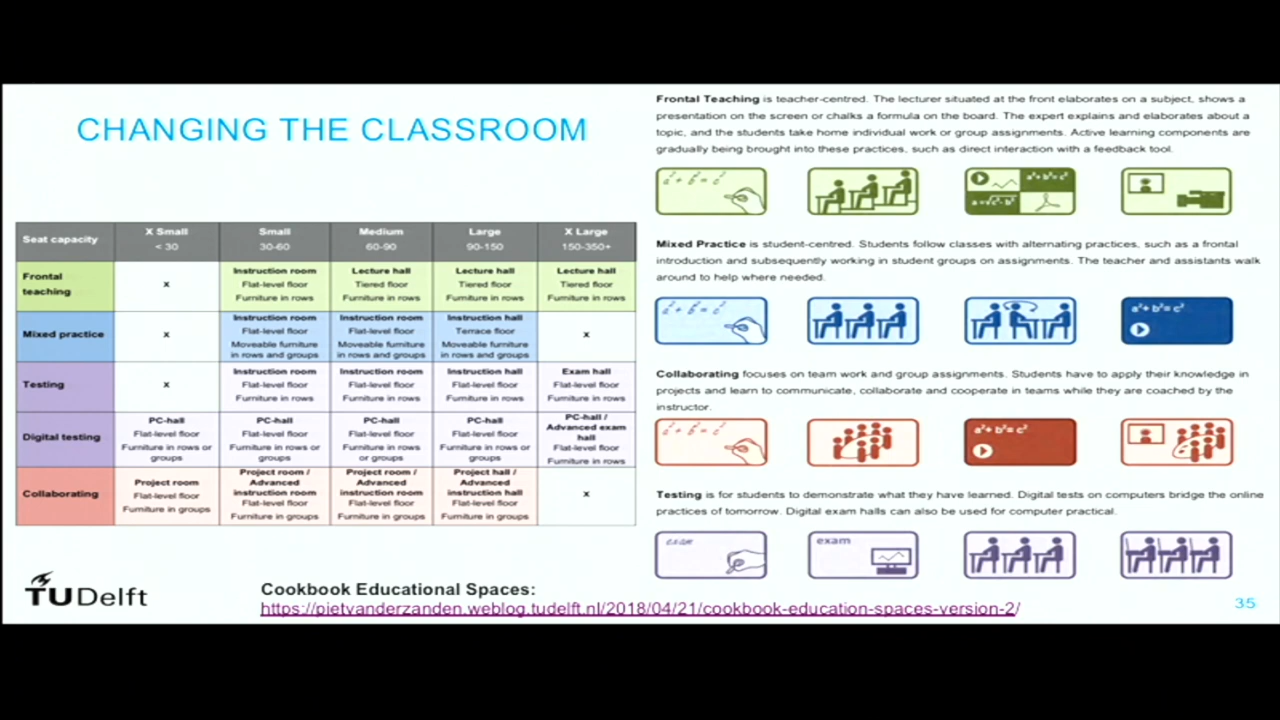 CHANGING THE CLASSROOM
Seat capacity
X Small
< 30
Small
30-60
Medium
60-90
Large
90-150
X Large
150-350+
Frontal
teaching
x
Instruction room
Flat-level floor
Furniture in rows
Lecture hall
Tiered floor
Furniture in rows
Lecture hall
Tiered floor
Furniture in rows
Lecture hall
Tiered floor
Furniture in rows
Mixed practice
x
Instruction room
Flat-level floor
Moveable furniture
in rows and groups
Instruction room
Flat-level floor
Moveable furniture
in rows and groups
Instruction hall
Terrace floor
Moveable furniture
in rows and groups
x
Testing
x
Instruction room
Flat-level floor
Furniture in rows
Instruction room
Flat-level floor
Furniture in rows
Instruction hall
Flat-level floor
Furniture in rows
Exam hall
Flat-level floor
Furniture in rows
Digital testing
PC-hall
Flat-level floor
Furniture in rows or
groups
PC-hall
Flat-level floor
Furniture in rows
or groups
PC-hall
Flat-level floor
Furniture in rows
or groups
PC-hall
Flat-level floor
Furniture in rows or
groups
PC-hall /
Advanced exam
hall
Flat-level floor
Furniture in rows
Collaborating
Project room
Flat-level floor
Furniture in groups
Project room /
Advanced
instruction room
Flat-level floor
Furniture in groups
Project room /
Advanced
instruction room
Flat-level floor
Furniture in groups
Project hall /
Advanced
instruction hall
Flat-level floor
Furniture in groups
x
Frontal Teaching is teacher-centred. The lecturer situated at the front elaborates on a subject, shows a
presentation on the screen or chalks a formula on the board. The expert explains and elaborates about a
topic, and the students take home individual work or group assignments. Active learning components are
gradually being brought into these practices, such as direct interaction with a feedback tool.
a²+b²=c²
Mixed Practice is student-centred. Students follow classes with alternating practices, such as a frontal
introduction and subsequently working in student groups on assignments. The teacher and assistants walk
around to help where needed.
a²+b²=c²
Collaborating focuses on team work and group assignments. Students have to apply their knowledge in
projects and learn to communicate, collaborate and cooperate in teams while they are coached by the
instructor.
a²+b²=c²
Testing is for students to demonstrate what they have learned. Digital tests on computers bridge the online
practices of tomorrow. Digital exam halls can also be used for computer practical.
exam
exam
TUDelft
Cookbook Educational Spaces:
https://pietvanderzanden.weblog.tudelft.nl/2018/04/21/cookbook-education-spaces-version-2/
35